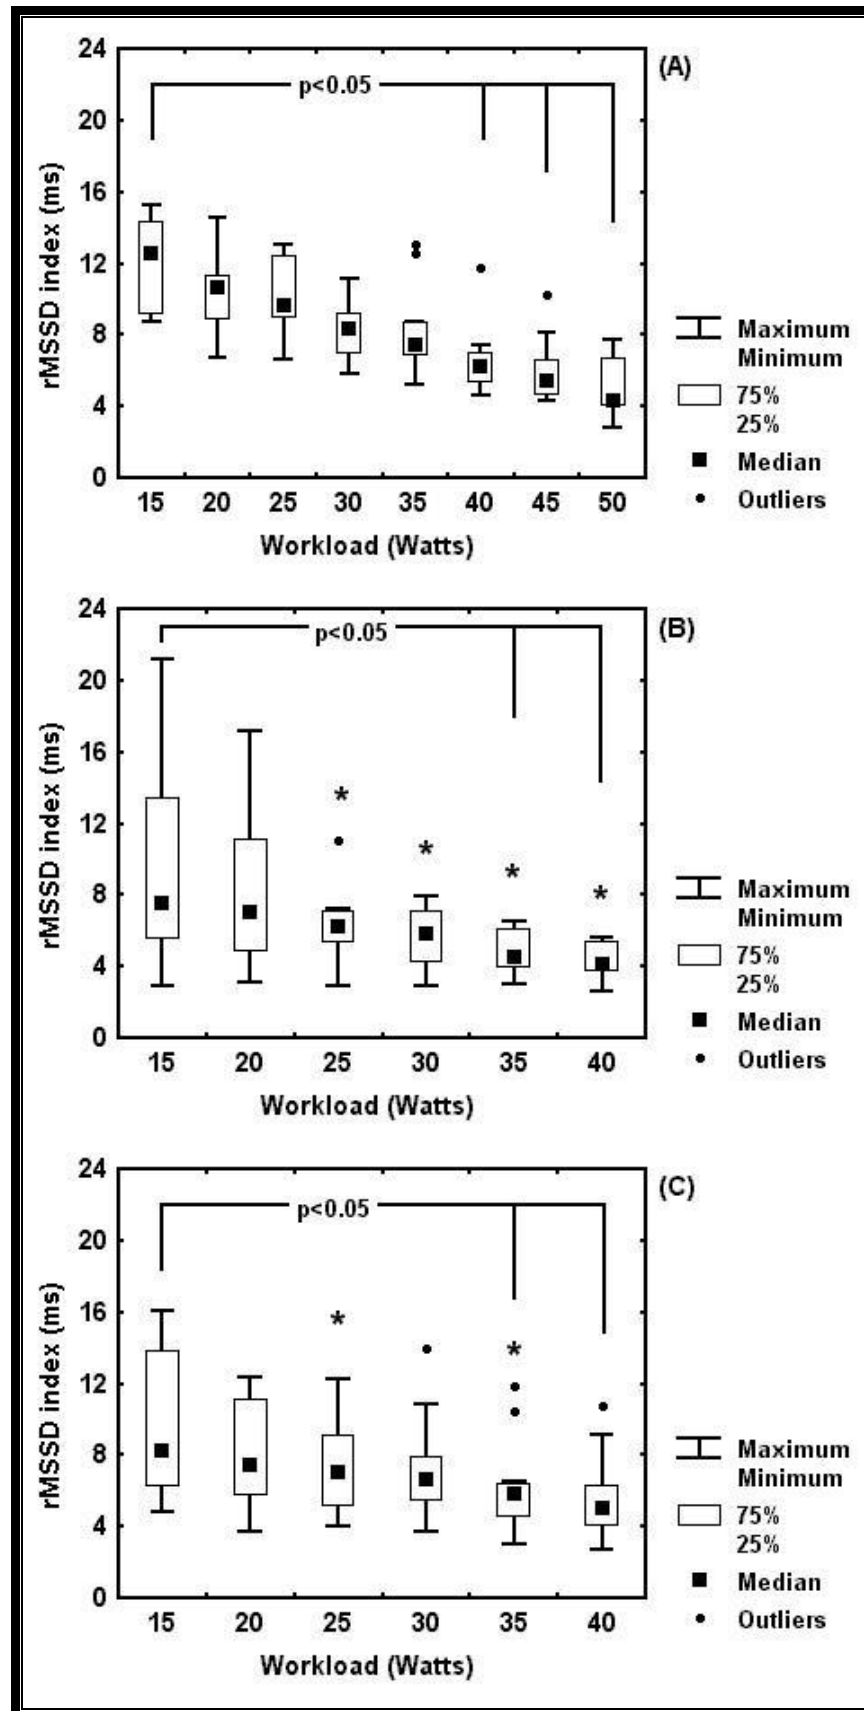 24
(A)
p<0.05
20
16
12
8
4
0
rMSSD index (ms)
15 20 25 30 35 40 45 50
Workload (Watts)
Maximum
Minimum
75%
25%
Median
Outliers
24
(B)
p<0.05
20
16
12
8
4
0
rMSSD index (ms)
* * * *
15 20 25 30 35 40
Workload (Watts)
Maximum
Minimum
75%
25%
Median
Outliers
24
(C)
p<0.05
20
16
12
8
4
0
rMSSD index (ms)
* *
15 20 25 30 35 40
Workload (Watts)
Maximum
Minimum
75%
25%
Median
Outliers